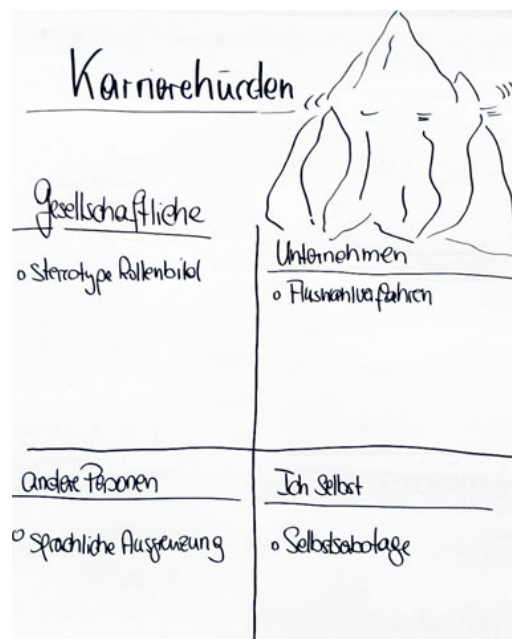 Karrierehürden
Gesellschaftliche
o Stereotype Rollenbild
Unternehmen
o Auswahlverfahren
andere Personen
o Sprachliche Ausgrenzung
Ich Selbst
o Selbstsabotage